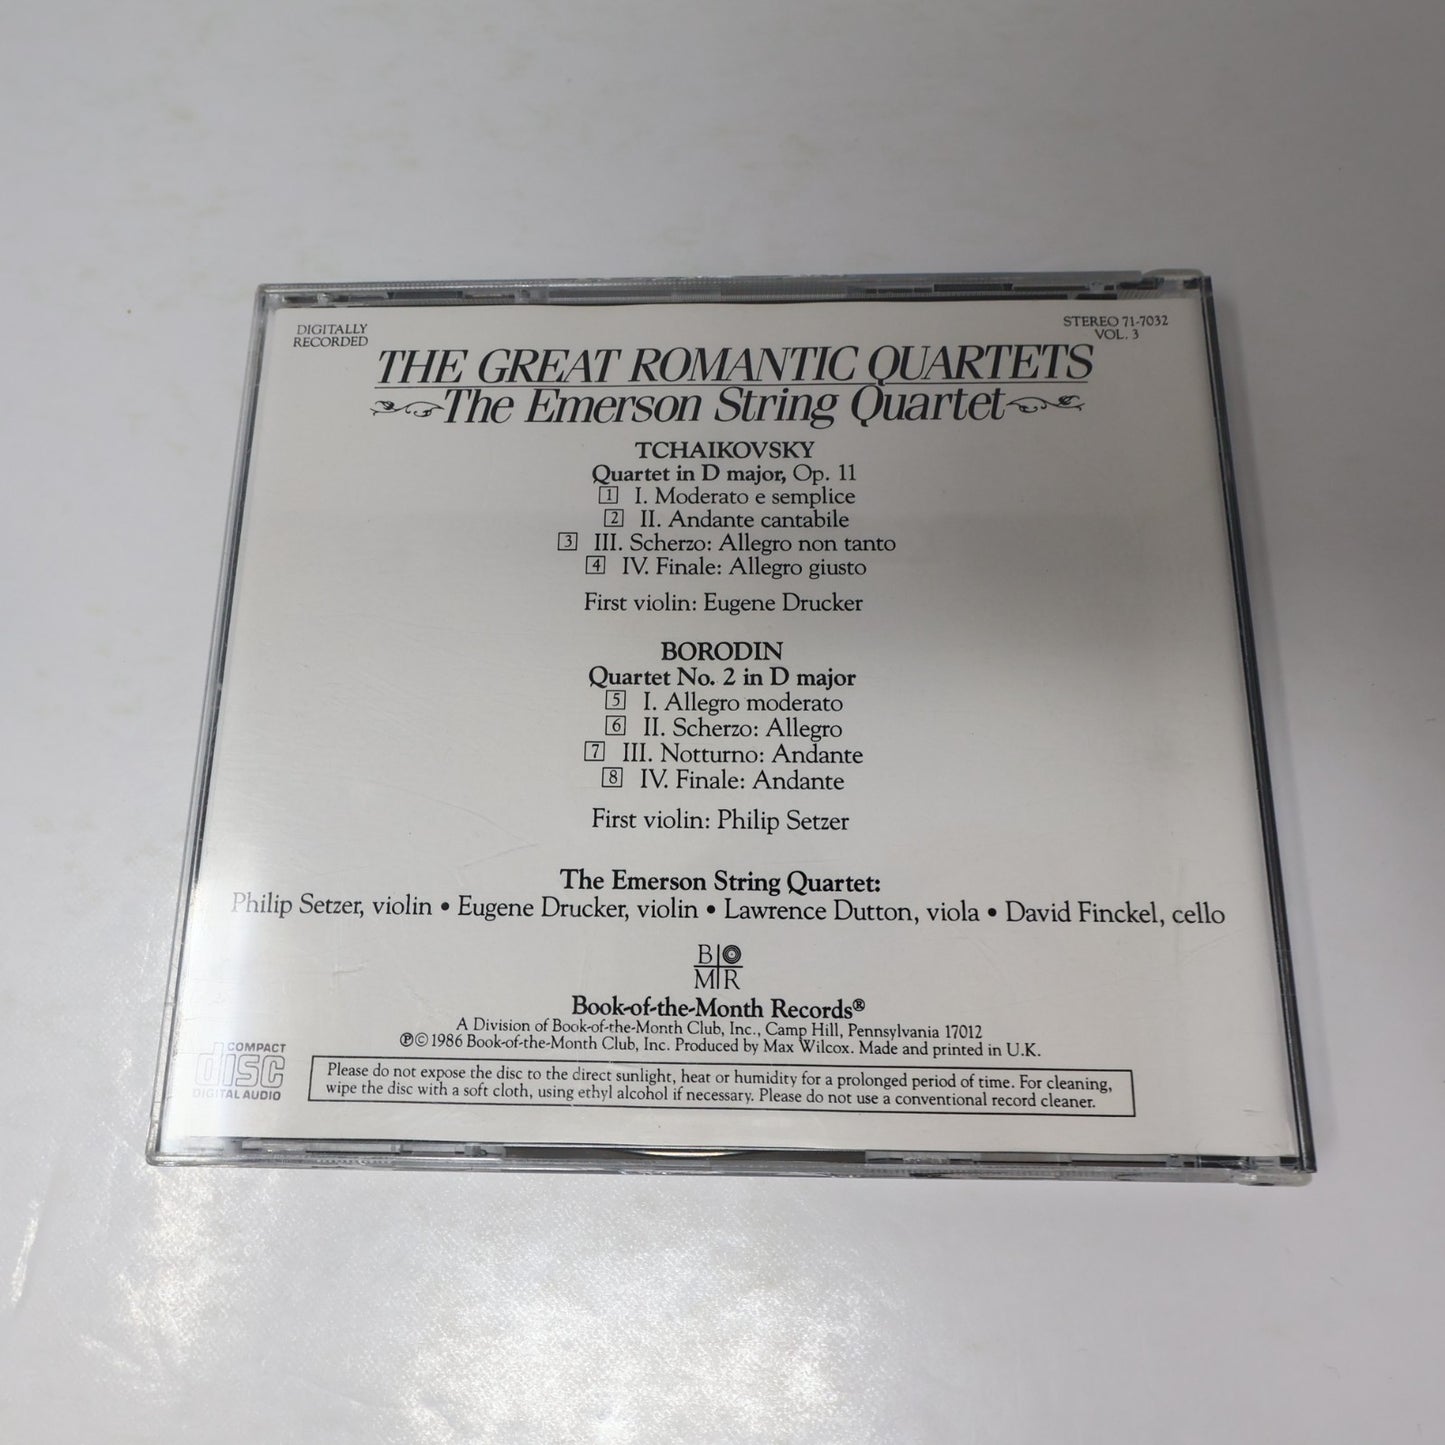 DIGITALLY
RECORDED
STEREO 71-7032
VOL. 3
THE GREAT ROMANTIC QUARTETS
The Emerson String Quartet
TCHAIKOVSKY
Quartet in D major, Op. 11
1 I. Moderato e semplice
2 II. Andante cantabile
3 III. Scherzo: Allegro non tanto
4 IV. Finale: Allegro giusto
First violin: Eugene Drucker
BORODIN
Quartet No. 2 in D major
5 I. Allegro moderato
6 II. Scherzo: Allegro
7 III. Notturno: Andante
8 IV. Finale: Andante
First violin: Philip Setzer
The Emerson String Quartet:
Philip Setzer, violin • Eugene Drucker, violin • Lawrence Dutton, viola • David Finckel, cello
B
M R
Book-of-the-Month Records®
A Division of Book-of-the-Month Club, Inc., Camp Hill, Pennsylvania 17012
℗© 1986 Book-of-the-Month Club, Inc. Produced by Max Wilcox. Made and printed in U.K.
COMPACT
disc
DIGITAL AUDIO
Please do not expose the disc to the direct sunlight, heat or humidity for a prolonged period of time. For cleaning,
wipe the disc with a soft cloth, using ethyl alcohol if necessary. Please do not use a conventional record cleaner.